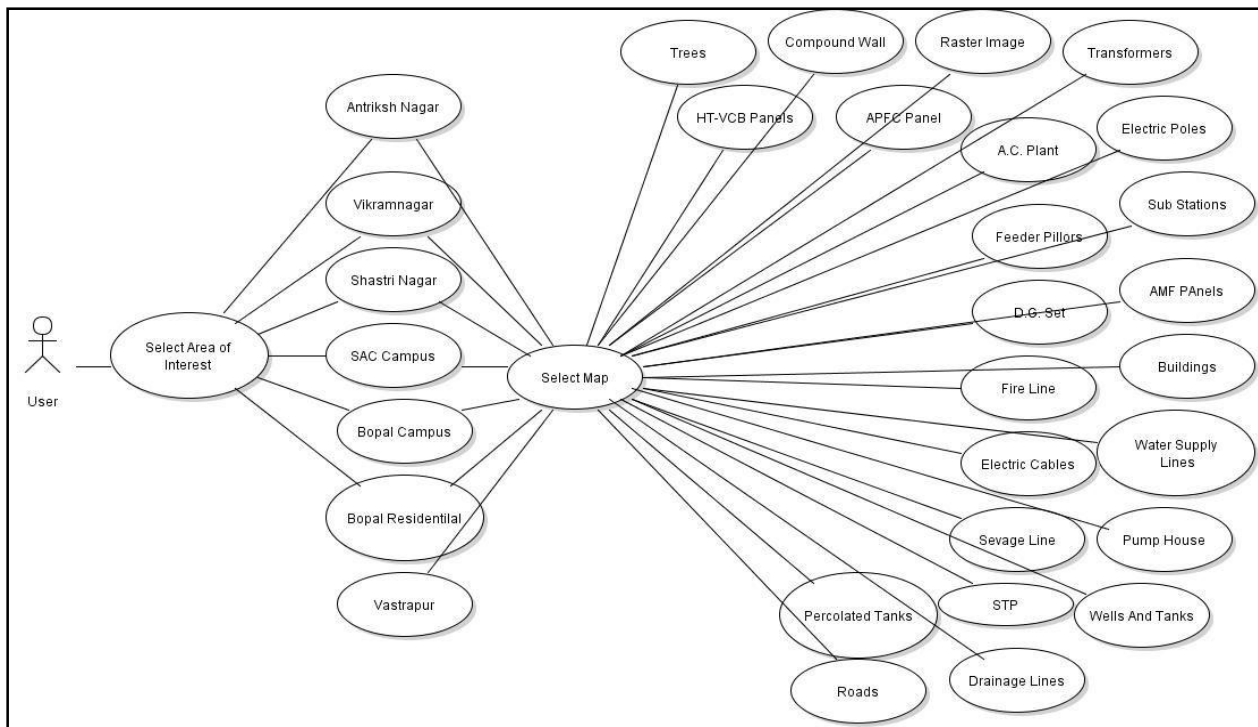 Trees
Compound Wall
Raster Image
Transformers
Antriksh Nagar
HT-VCB Panels
APFC Panel
Electric Poles
A.C. Plant
Vikramnagar
Sub Stations
Feeder Pillors
Shastri Nagar
AMF PAnels
D.G. Set
Select Area of
Interest
SAC Campus
Select Map
Buildings
Fire Line
User
Bopal Campus
Water Supply
Lines
Electric Cables
Bopal Residentilal
Sevage Line
Pump House
Vastrapur
Percolated Tanks
STP
Wells And Tanks
Roads
Drainage Lines